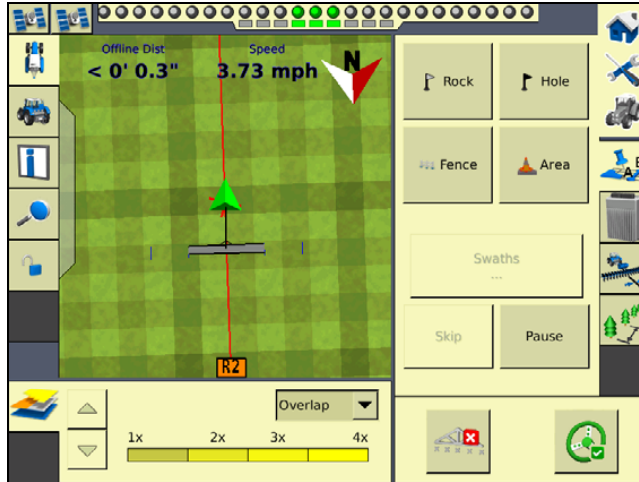 Offline Dist
Speed
< 0' 0.3"
3.73 mph
N
Rock
Hole
Fence
Area
A
Swaths
...
Skip
Pause
R2
Overlap
1x 2x 3x 4x